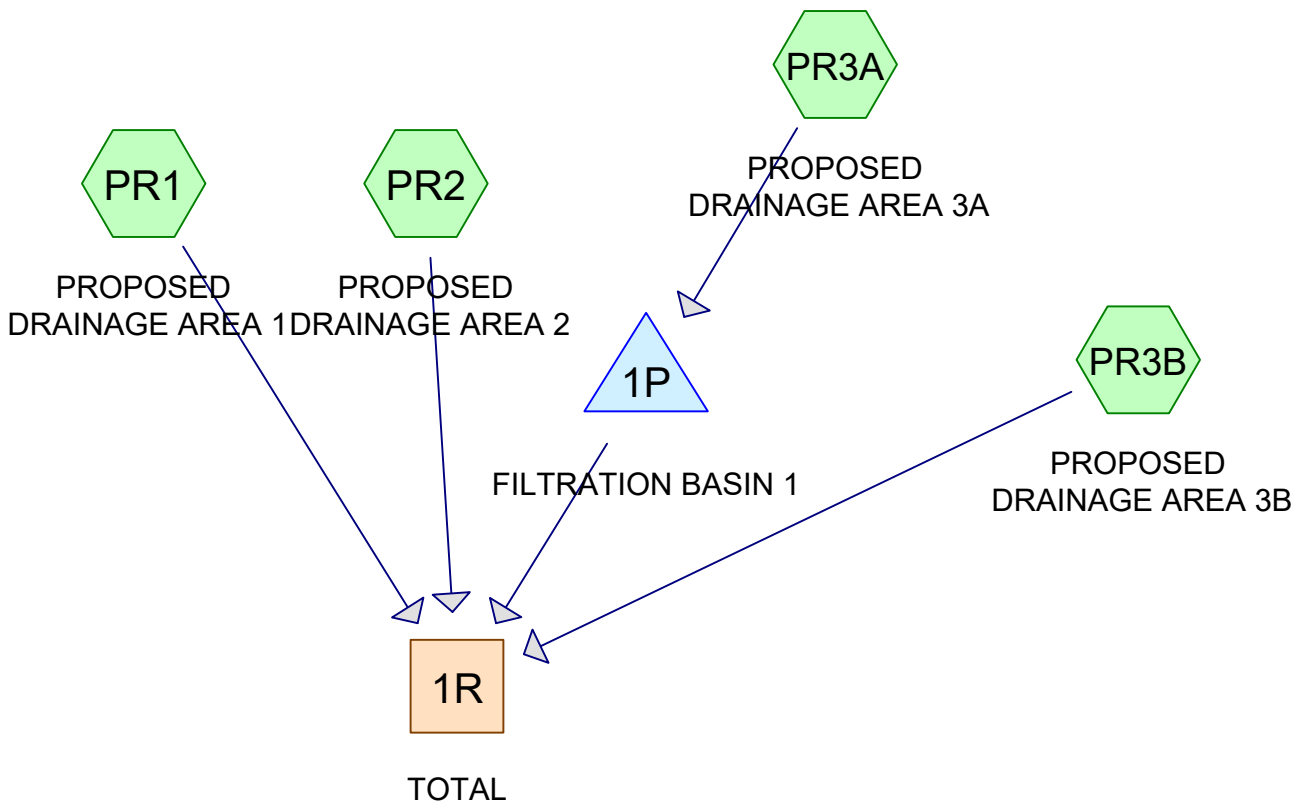 PR3A
PROPOSED
DRAINAGE AREA 3A
PR1
PROPOSED
DRAINAGE AREA 1
PR2
PROPOSED
DRAINAGE AREA 2
1P
FILTRATION BASIN 1
PR3B
PROPOSED
DRAINAGE AREA 3B
1R
TOTAL